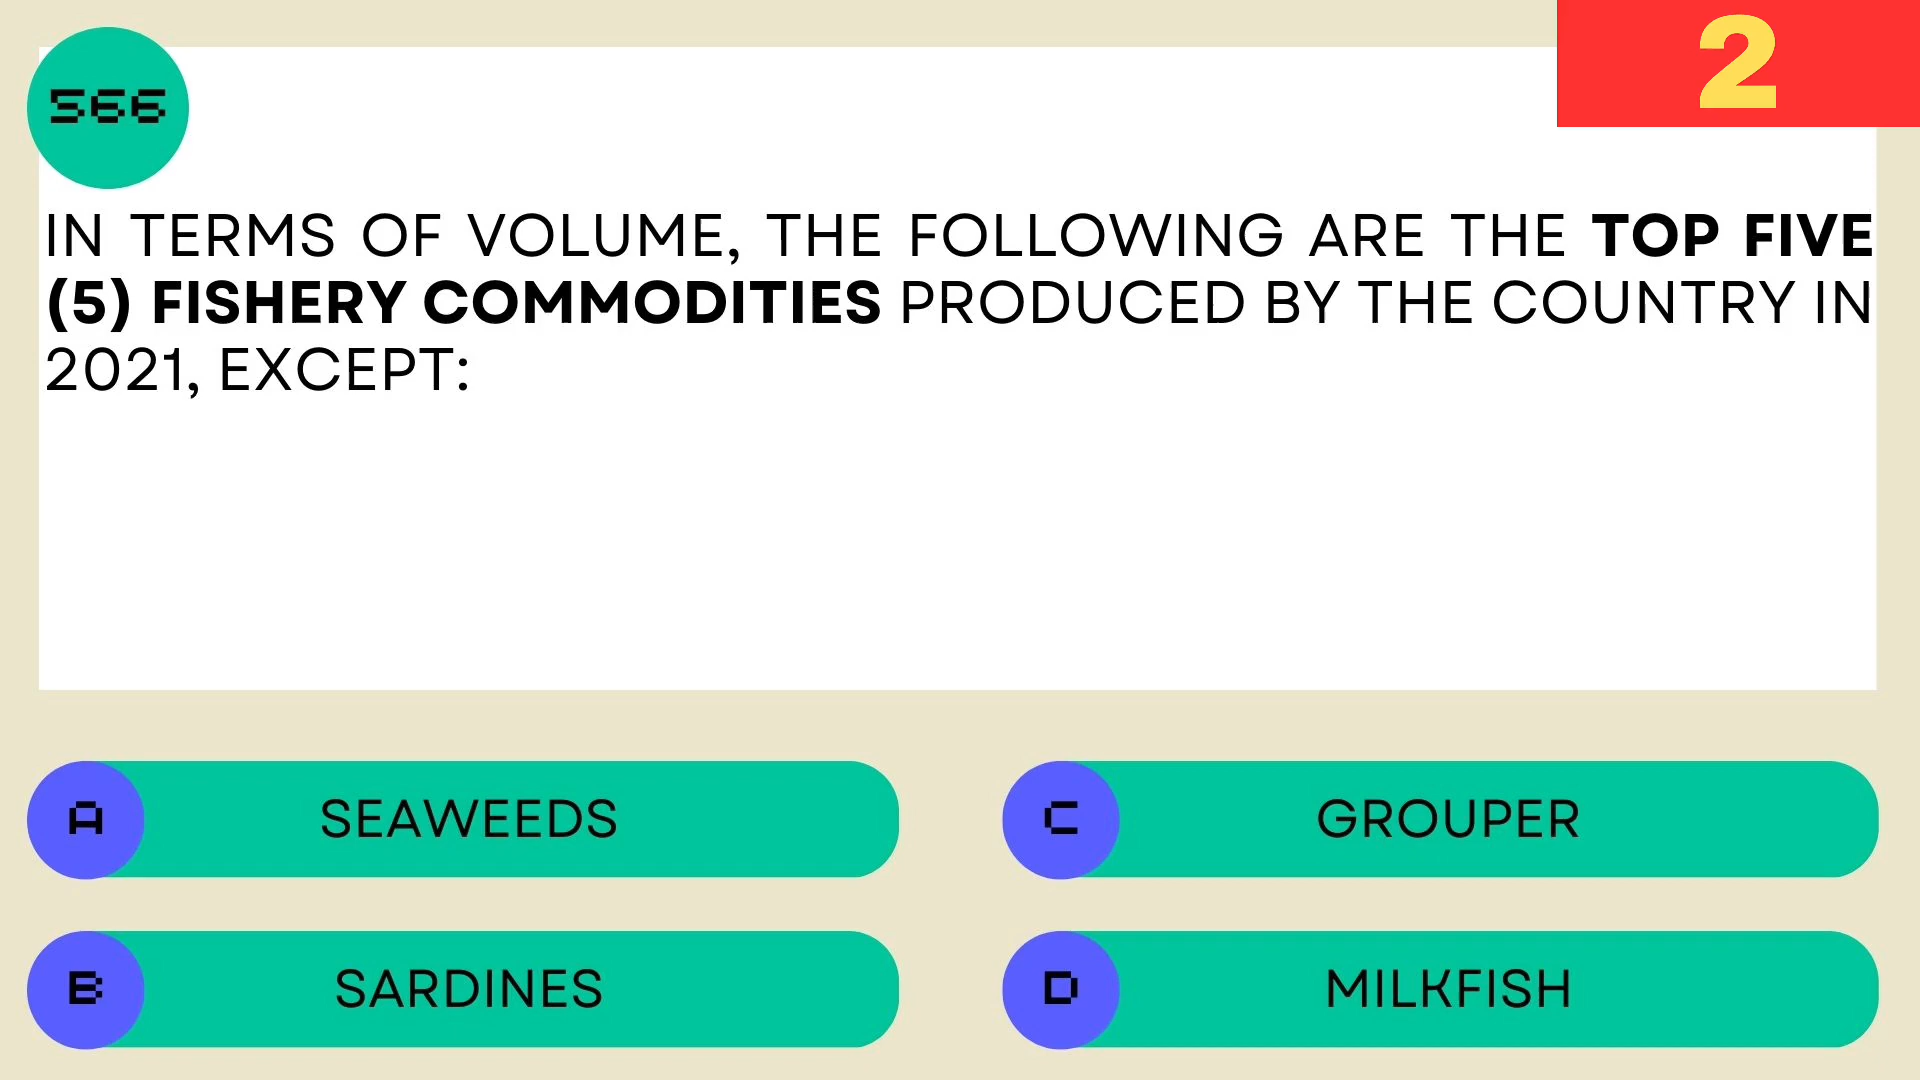 566
2
IN TERMS OF VOLUME, THE FOLLOWING ARE THE TOP FIVE
(5) FISHERY COMMODITIES PRODUCED BY THE COUNTRY IN
2021, EXCEPT:
A SEAWEEDS
C GROUPER
B SARDINES
D MILKFISH